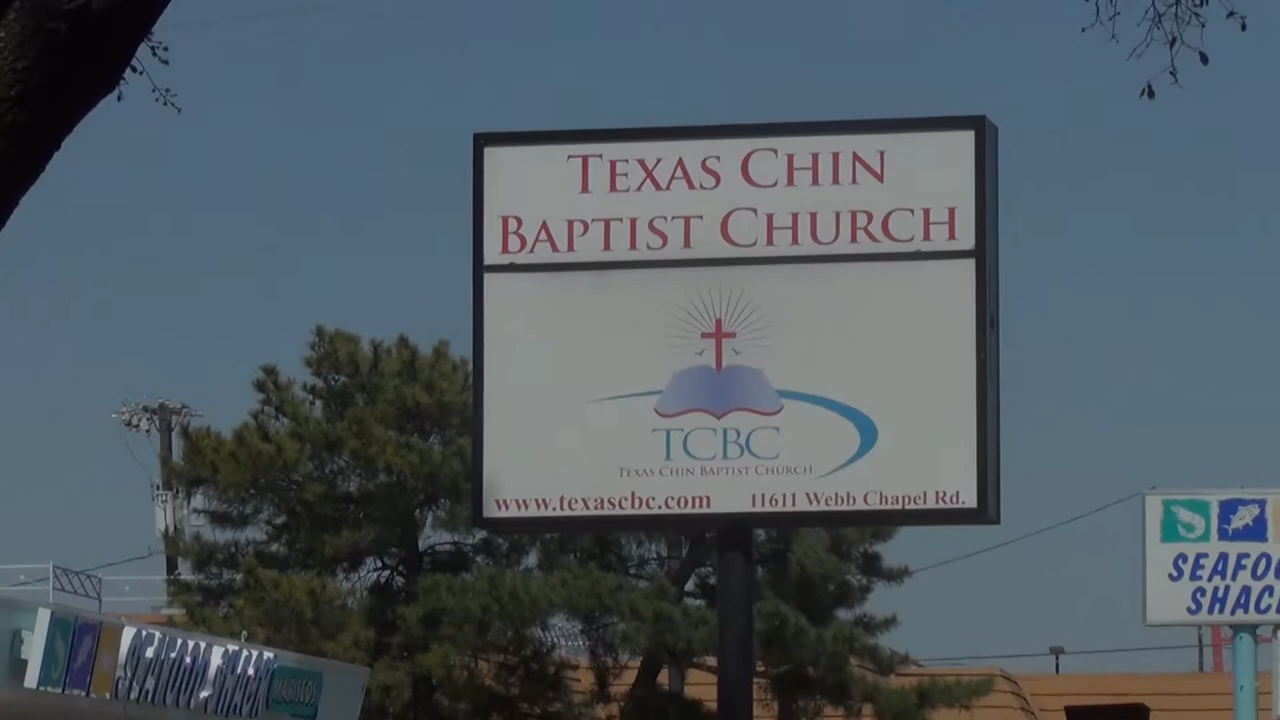 TEXAS CHIN
BAPTIST CHURCH
TCBC
TEXAS CHIN BAPTIST CHURCH
www.texascbc.com 11611 Webb Chapel Rd.
SEAFOO
SHAC
SEAFOOD SHACK
MARISCOS